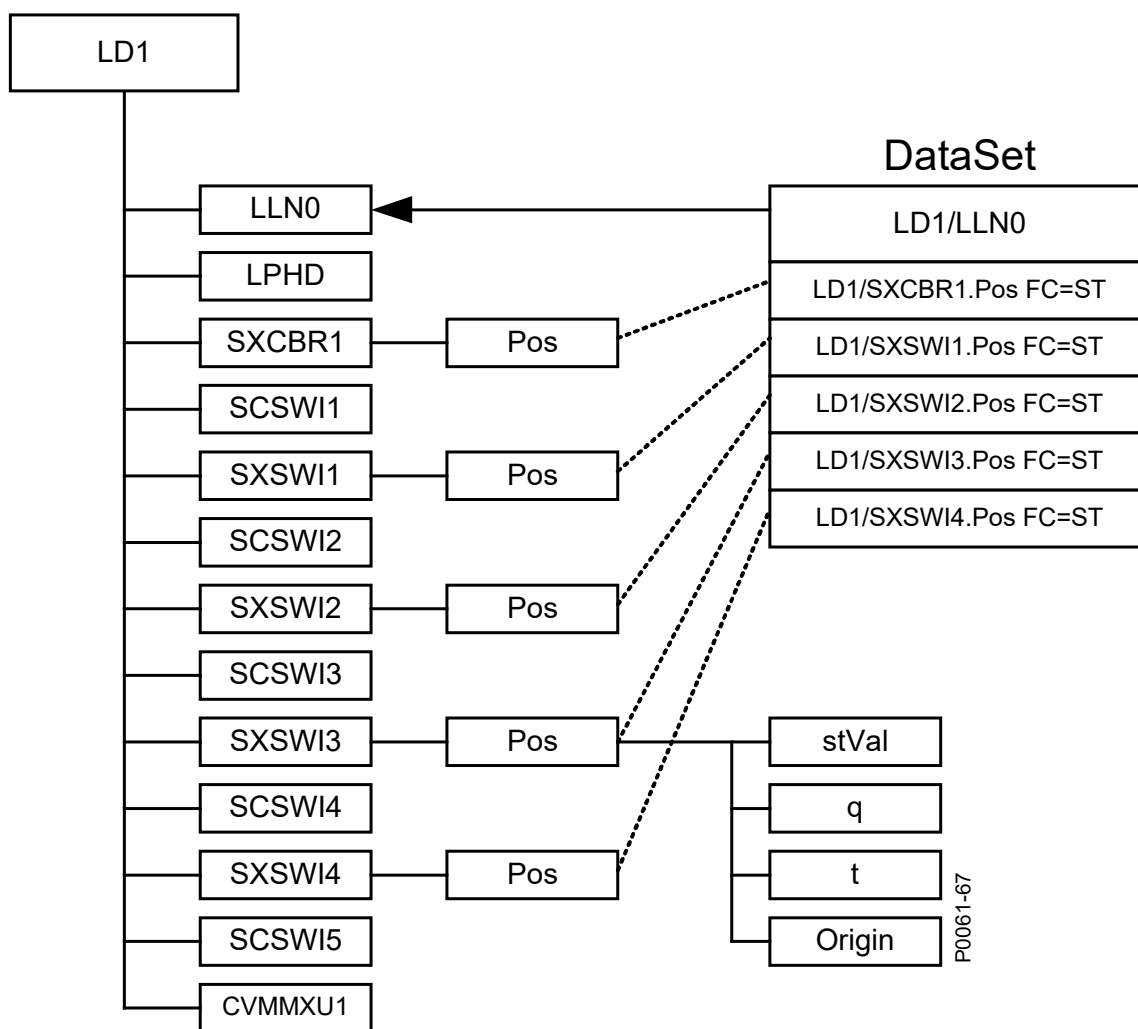 LD1
DataSet
LLN0
LD1/LLN0
LPHD
LD1/SXCBR1.Pos FC=ST
SXCBR1
Pos
LD1/SXSWI1.Pos FC=ST
SCSWI1
LD1/SXSWI2.Pos FC=ST
SXSWI1
Pos
LD1/SXSWI3.Pos FC=ST
SCSWI2
LD1/SXSWI4.Pos FC=ST
SXSWI2
Pos
SCSWI3
SXSWI3
Pos
stVal
SCSWI4
q
SXSWI4
Pos
t
SCSWI5
Origin
P0061-67
CVMMXU1